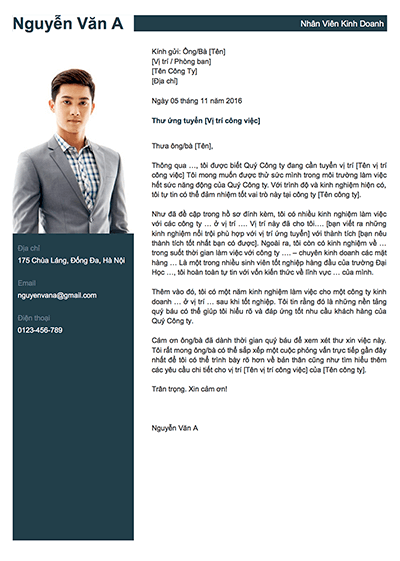 Nguyễn Văn A
Nhân Viên Kinh Doanh
Địa chỉ
175 Chùa Láng, Đống Đa, Hà Nội
Email
nguyenvana@gmail.com
Điện thoại
0123-456-789
Kính gửi: Ông/Bà [Tên]
[Vị trí / Phòng ban]
[Tên Công Ty]
[Địa chỉ]
Ngày 05 tháng 11 năm 2016
Thư ứng tuyển [Vị trí công việc]
Thưa ông/bà [Tên],
Thông qua …, tôi được biết Quý Công ty đang cần tuyển vị trí [Tên vị trí
công việc] Tôi mong muốn được thử sức mình trong môi trường làm việc
hết sức năng động của Quý Công ty. Với trình độ và kinh nghiệm hiện có,
tôi tự tin có thể đảm nhiệm tốt vai trò này tại công ty [Tên công ty].
Như đã đề cập trong hồ sơ đính kèm, tôi có nhiều kinh nghiệm làm việc
với các công ty … ở vị trí …. Vị trí này đã cho tôi…. [bạn viết ra những
kinh nghiệm nổi trội phù hợp với vị trí ứng tuyển] với thành tích [bạn nêu
thành tích tốt nhất bạn có được]. Ngoài ra, tôi còn có kinh nghiệm về …
trong suốt thời gian làm việc với công ty …. – chuyên kinh doanh các mặt
hàng … Là một trong nhiều sinh viên tốt nghiệp hàng đầu của trường Đại
Học …, tôi hoàn toàn tự tin với vốn kiến thức về lĩnh vực … của mình.
Thêm vào đó, tôi có một năm kinh nghiệm làm việc cho một công ty kinh
doanh … ở vị trí … sau khi tốt nghiệp. Tôi tin rằng đó là những nền tảng
quý báu có thể giúp tôi hiểu rõ và đáp ứng tốt nhu cầu khách hàng của
Quý Công ty.
Cảm ơn ông/bà đã dành thời gian quý báu để xem xét thư xin việc này.
Tôi rất mong ông/bà có thể sắp xếp một cuộc phỏng vấn trực tiếp gần đây
nhất để tôi có thể trình bày rõ hơn về bản thân cũng như tìm hiểu thêm
các yêu cầu chi tiết cho vị trí [Tên vị trí công việc] của [Tên công ty].
Trân trọng. Xin cảm ơn!
Nguyễn Văn A